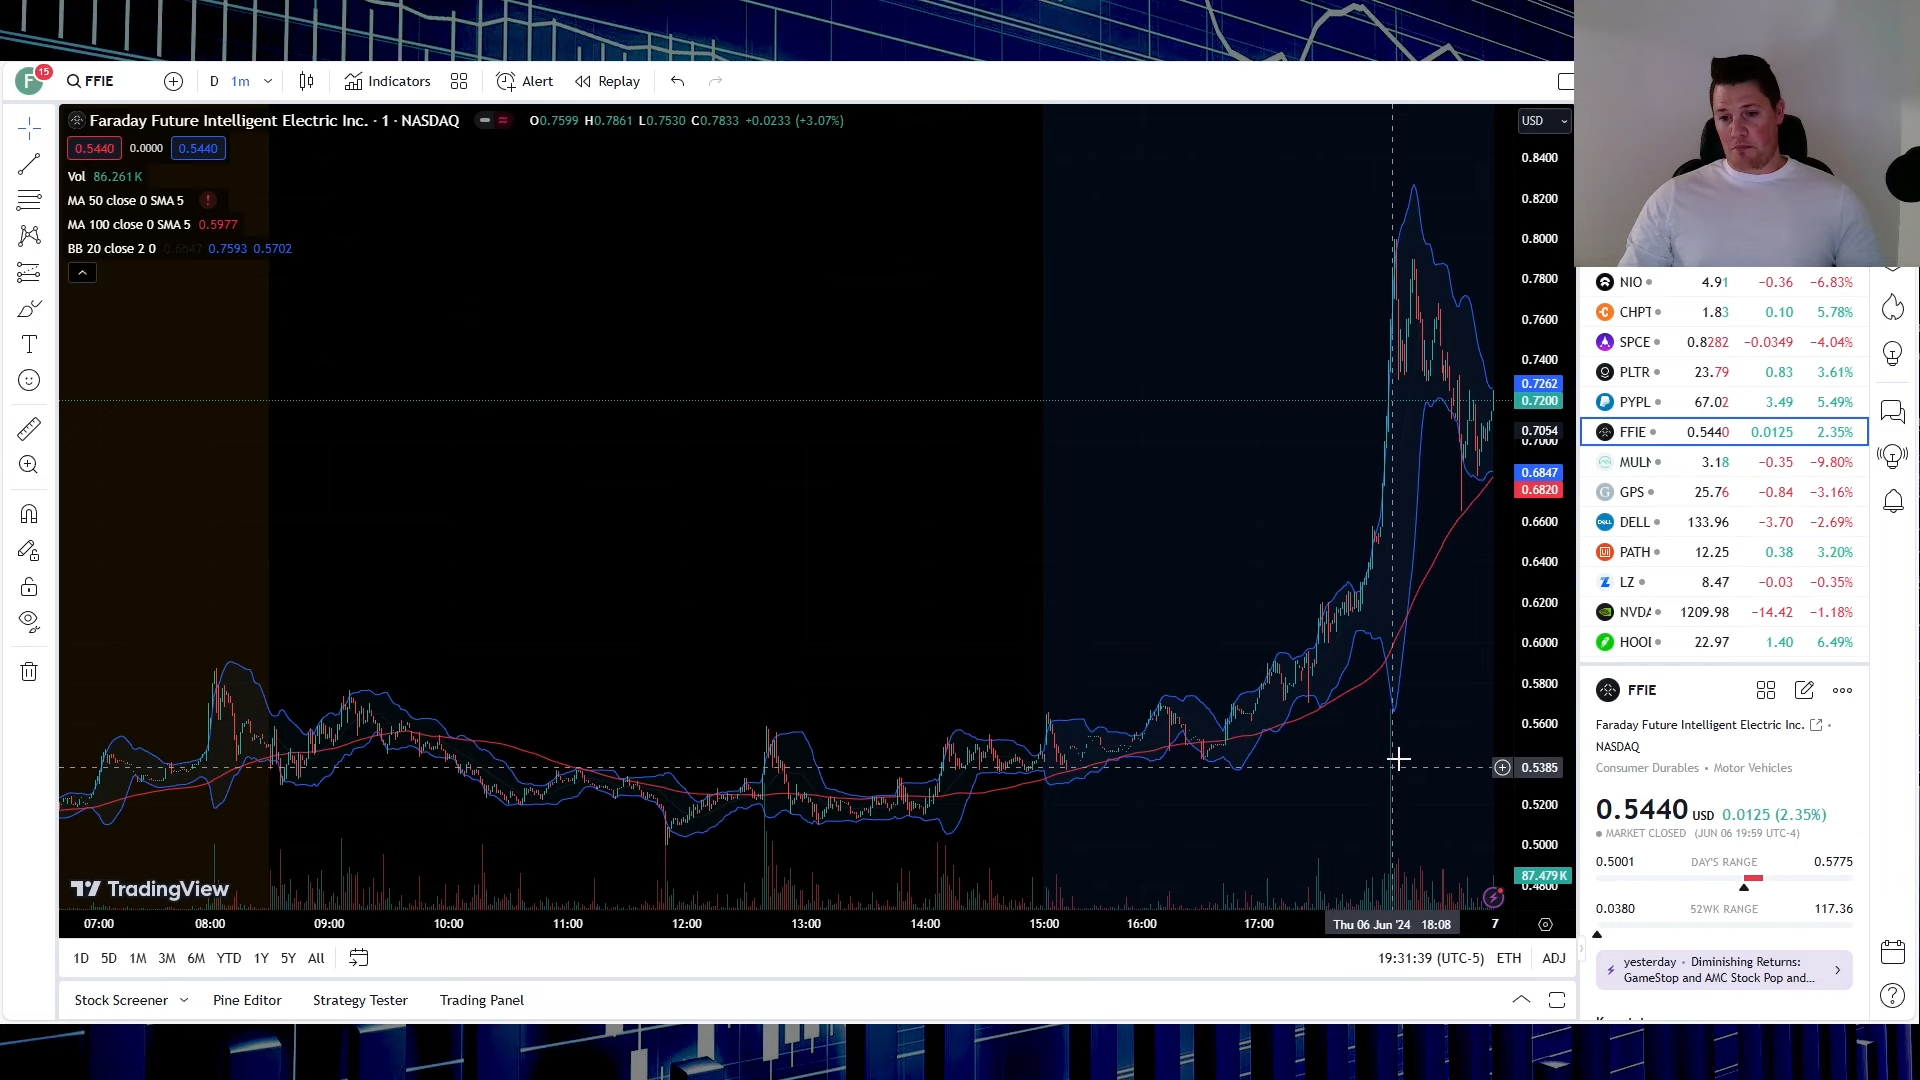 F 15 FFIE D 1m Indicators Alert Replay
Faraday Future Intelligent Electric Inc. · 1 · NASDAQ O0.7599 H0.7861 L0.7530 C0.7833 +0.0233 (+3.07%) USD
0.5440 0.0000 0.5440
Vol 86.261K
MA 50 close 0 SMA 5 !
MA 100 close 0 SMA 5 0.5977
BB 20 close 2 0 0.6647 0.7593 0.5702
0.8400
0.8200
0.8000
0.7800
0.7600
0.7400
0.7262
0.7200
0.7054
0.7000
0.6847
0.6820
0.6600
0.6400
0.6200
0.6000
0.5800
0.5600
0.5385
0.5200
0.5000
87.479K
0.4800
TradingView
07:00 08:00 09:00 10:00 11:00 12:00 13:00 14:00 15:00 16:00 17:00 Thu 06 Jun '24 18:08 7
1D 5D 1M 3M 6M YTD 1Y 5Y All 19:31:39 (UTC-5) ETH ADJ
Stock Screener Pine Editor Strategy Tester Trading Panel
NIO 4.91 −0.36 −6.83%
CHPT 1.83 0.10 5.78%
SPCE 0.8282 −0.0349 −4.04%
PLTR 23.79 0.83 3.61%
PYPL 67.02 3.49 5.49%
FFIE 0.5440 0.0125 2.35%
MULN 3.18 −0.35 −9.80%
GPS 25.76 −0.84 −3.16%
DELL 133.96 −3.70 −2.69%
PATH 12.25 0.38 3.20%
LZ 8.47 −0.03 −0.35%
NVDA 1209.98 −14.42 −1.18%
HOOI 22.97 1.40 6.49%
FFIE
Faraday Future Intelligent Electric Inc.
NASDAQ
Consumer Durables • Motor Vehicles
0.5440 USD 0.0125 (2.35%)
MARKET CLOSED (JUN 06 19:59 UTC-4)
0.5001 DAY'S RANGE 0.5775
0.0380 52WK RANGE 117.36
yesterday • Diminishing Returns:
GameStop and AMC Stock Pop and...